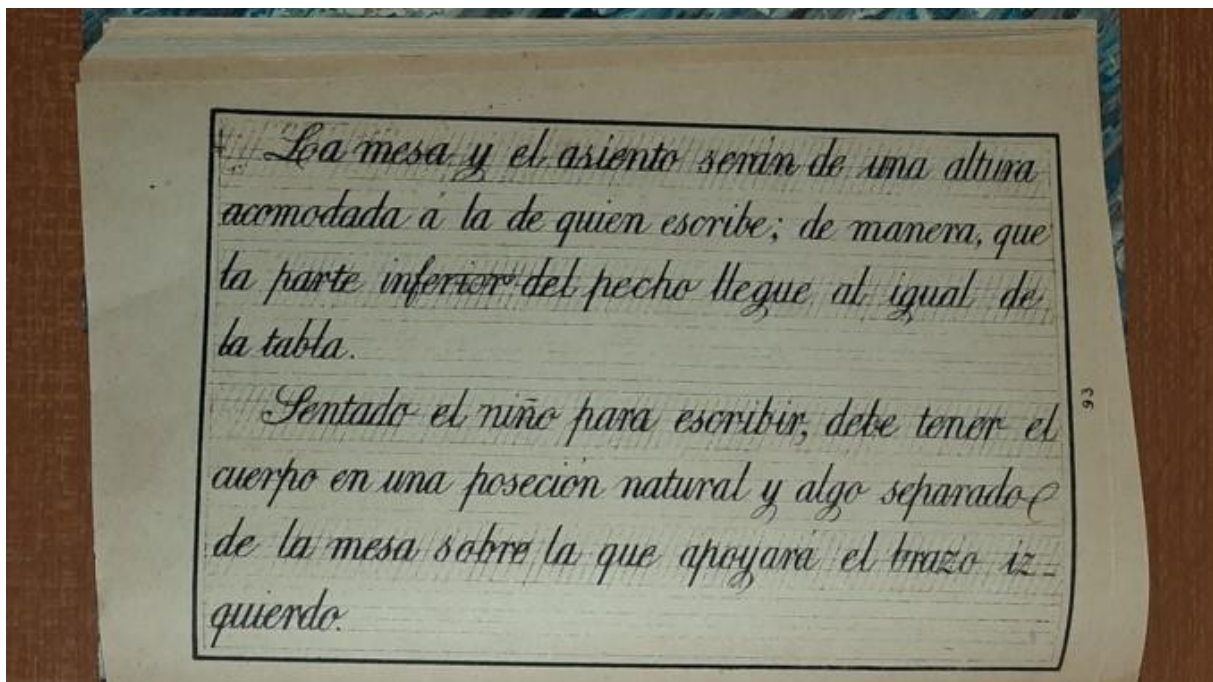 La mesa y el asiento serán de una altura
acomodada á la de quien escribe; de manera, que
la parte inferior del pecho llegue al igual de
la tabla.
Sentado el niño para escribir, debe tener el
cuerpo en una poseción natural y algo separado
de la mesa sobre la que apoyará el brazo iz-
quierdo.
93